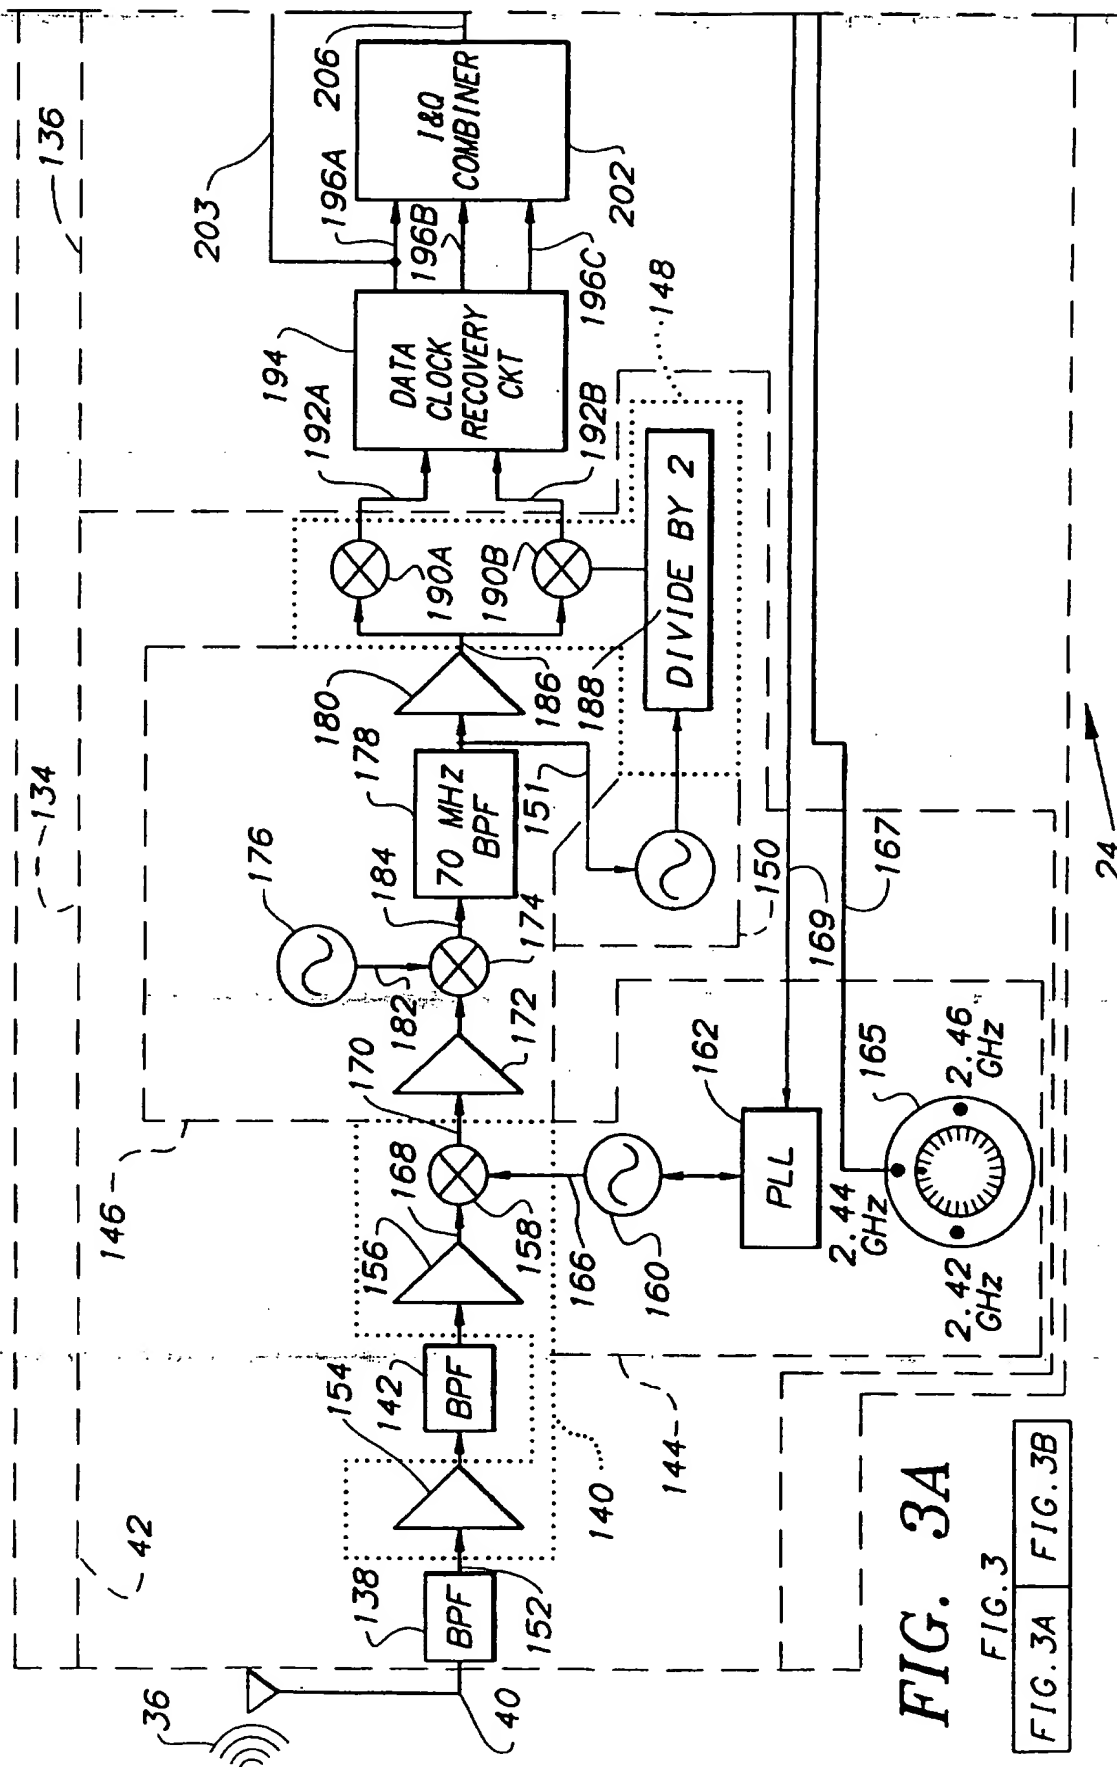 36
40
42
134
136
138
BPF
152
154
142
BPF
140
156
168
158
170
146
144
166
160
162
PLL
2.42
GHz
2.44
GHz
2.46
GHz
165
172
182
176
174
184
178
70 MHZ
BPF
180
151
150
169
167
186
188
DIVIDE BY 2
148
190A
190B
192A
192B
194
DATA
CLOCK
RECOVERY
CKT
196A
196B
196C
203
I&Q
COMBINER
202
206
24
FIG. 3A
FIG.3
FIG.3A
FIG.3B